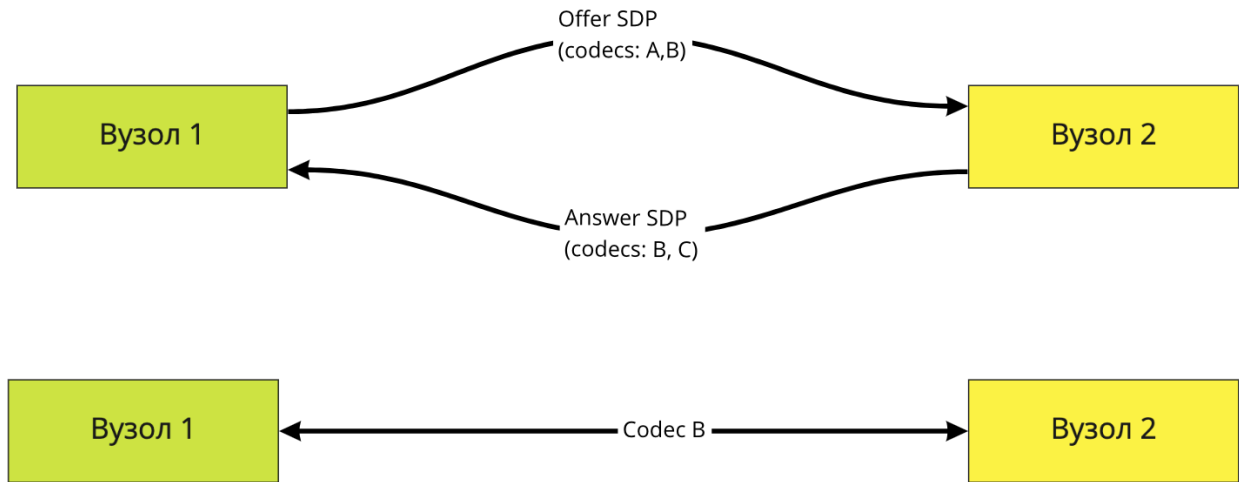 Offer SDP
(codecs: A,B)
Вузол 1
Вузол 2
Answer SDP
(codecs: B, C)
Вузол 1
Codec B
Вузол 2